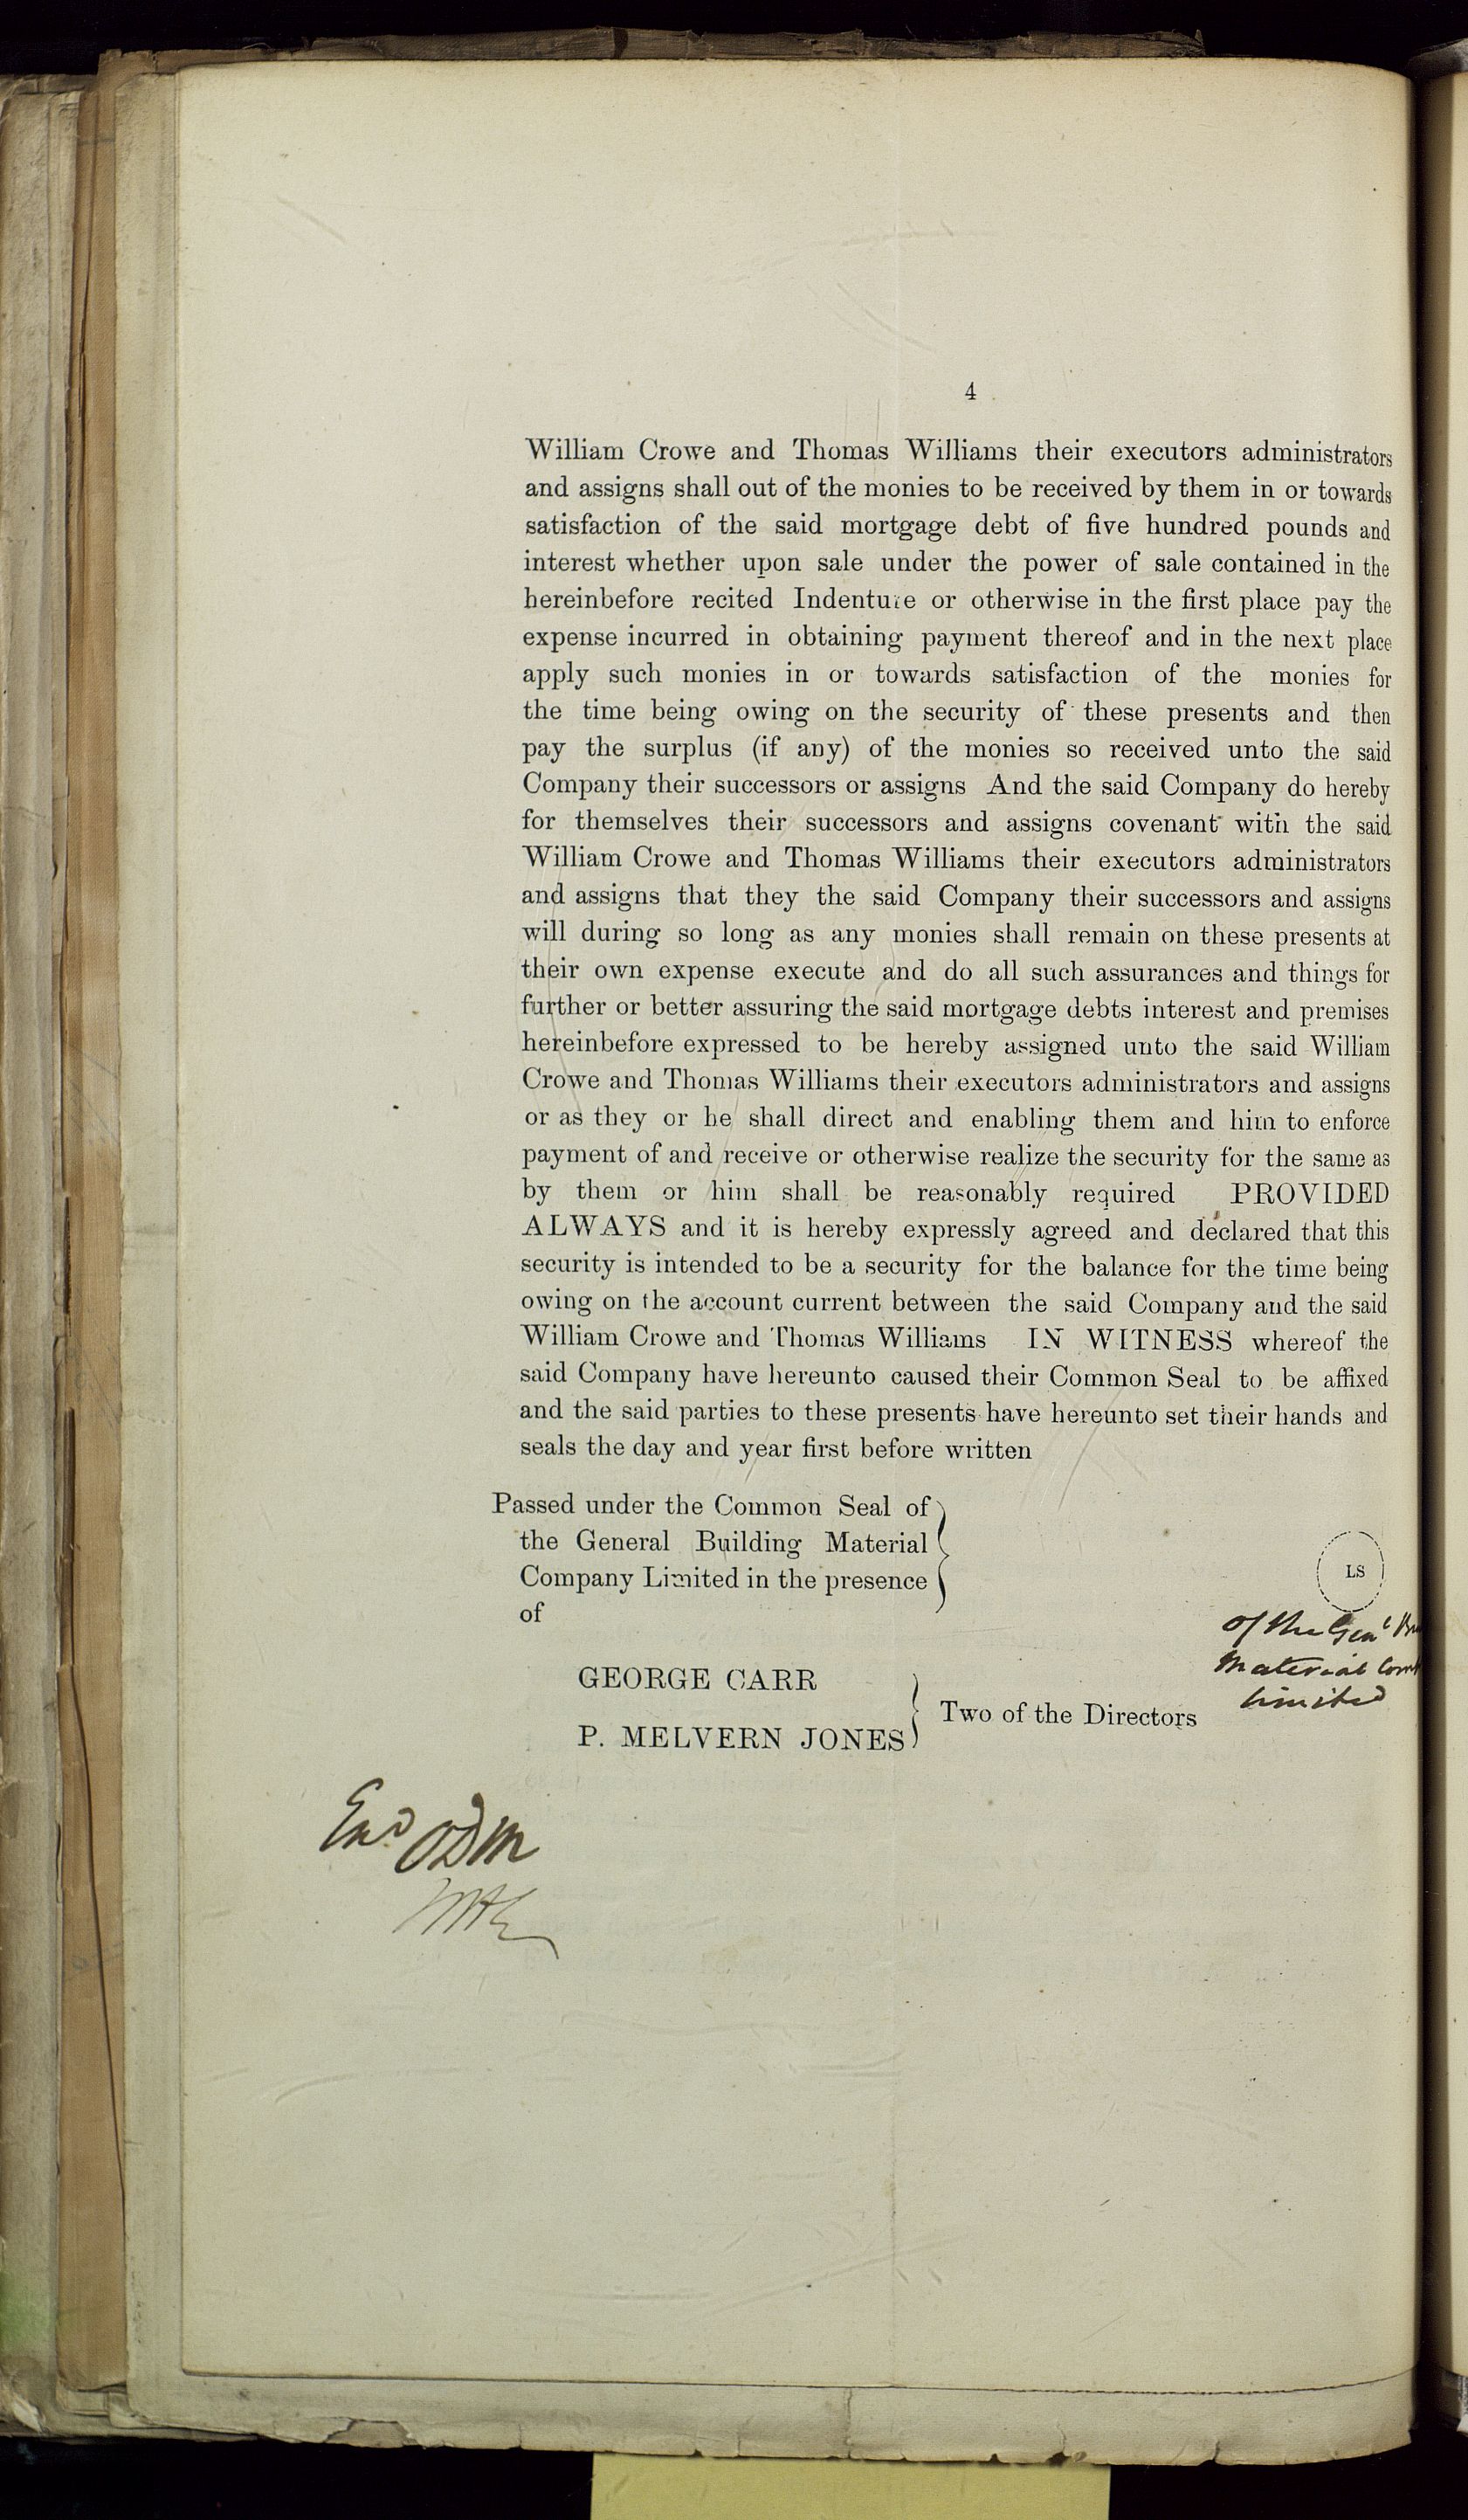 4
William Crowe and Thomas Williams their executors administrators
and assigns shall out of the monies to be received by them in or towards
satisfaction of the said mortgage debt of five hundred pounds and
interest whether upon sale under the power of sale contained in the
hereinbefore recited Indenture or otherwise in the first place pay the
expense incurred in obtaining payment thereof and in the next place
apply such monies in or towards satisfaction of the monies for
the time being owing on the security of these presents and then
pay the surplus (if any) of the monies so received unto the said
Company their successors or assigns And the said Company do hereby
for themselves their successors and assigns covenant with the said
William Crowe and Thomas Williams their executors administrators
and assigns that they the said Company their successors and assigns
will during so long as any monies shall remain on these presents at
their own expense execute and do all such assurances and things for
further or better assuring the said mortgage debts interest and premises
hereinbefore expressed to be hereby assigned unto the said William
Crowe and Thomas Williams their executors administrators and assigns
or as they or he shall direct and enabling them and him to enforce
payment of and receive or otherwise realize the security for the same as
by them or him shall be reasonably required PROVIDED
ALWAYS and it is hereby expressly agreed and declared that this
security is intended to be a security for the balance for the time being
owing on the account current between the said Company and the said
William Crowe and Thomas Williams IN WITNESS whereof the
said Company have hereunto caused their Common Seal to be affixed
and the said parties to these presents have hereunto set their hands and
seals the day and year first before written
Passed under the Common Seal of
the General Building Material
Company Limited in the presence
of
LS
of the Genl
Material
Limited
GEORGE CARR
P. MELVERN JONES
Two of the Directors